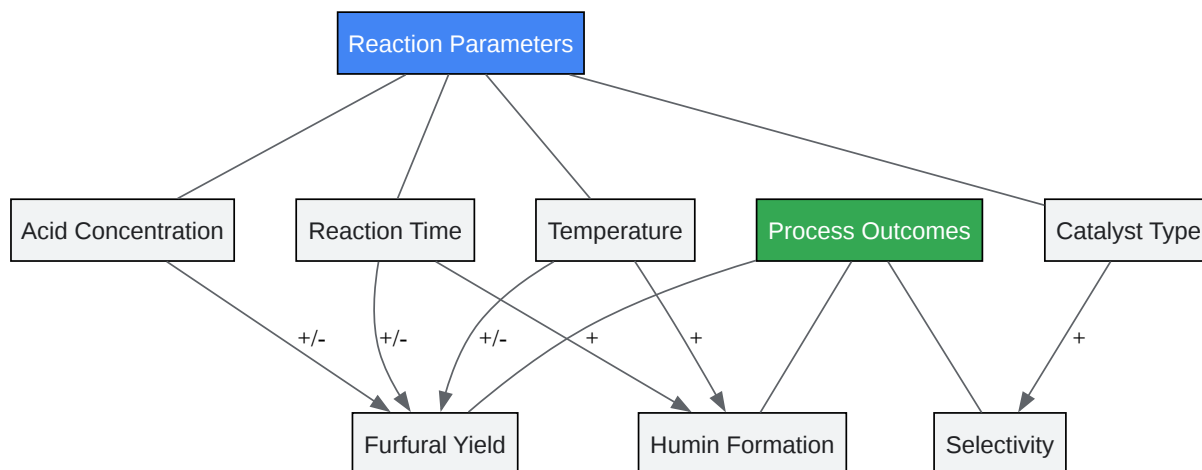 Reaction Parameters
Acid Concentration
Reaction Time
Temperature
Process Outcomes
Catalyst Type
+/-
+/-
+/-
+
+
+
Furfural Yield
Humin Formation
Selectivity